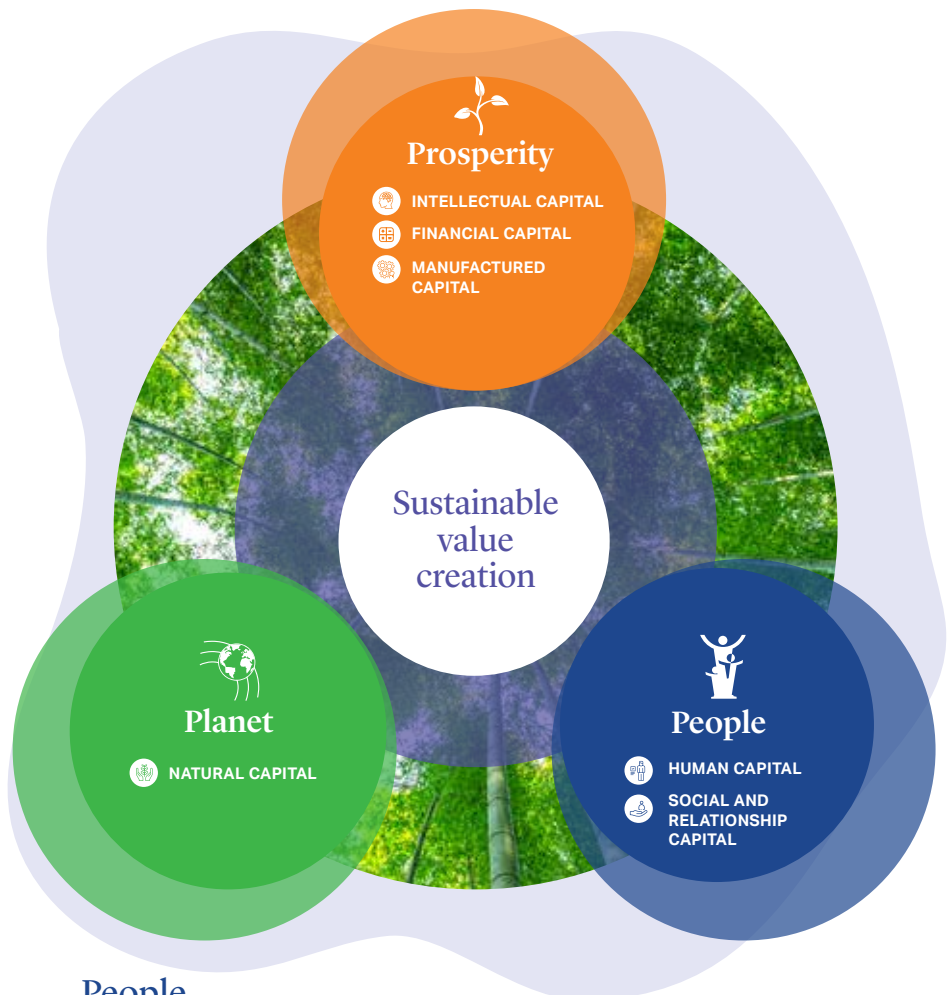 Prosperity
INTELLECTUAL CAPITAL
FINANCIAL CAPITAL
MANUFACTURED
CAPITAL
Sustainable
value
creation
Planet
NATURAL CAPITAL
People
HUMAN CAPITAL
SOCIAL AND
RELATIONSHIP
CAPITAL
People